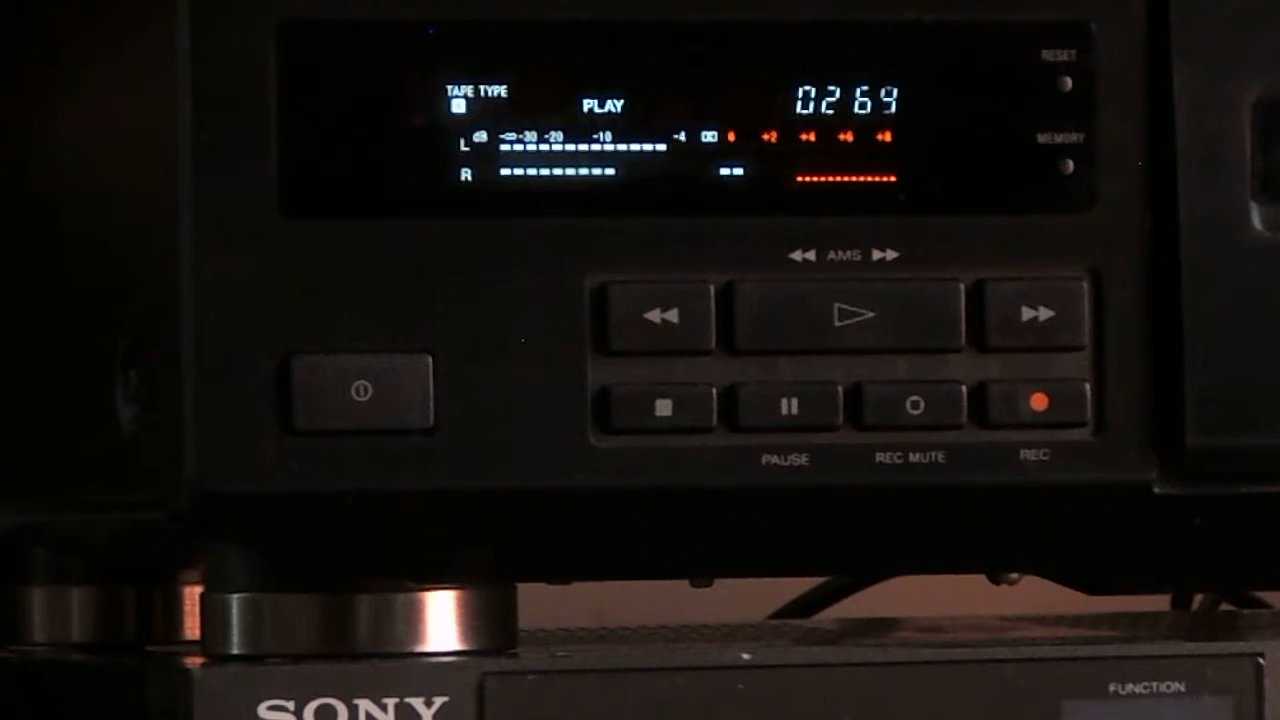 RESET
TAPE TYPE
PLAY
0269
dB -∞ -30 -20 -10 -4 0 +2 +4 +6 +8
L
MEMORY
R
AMS
PAUSE
REC MUTE
REC
FUNCTION
SONY